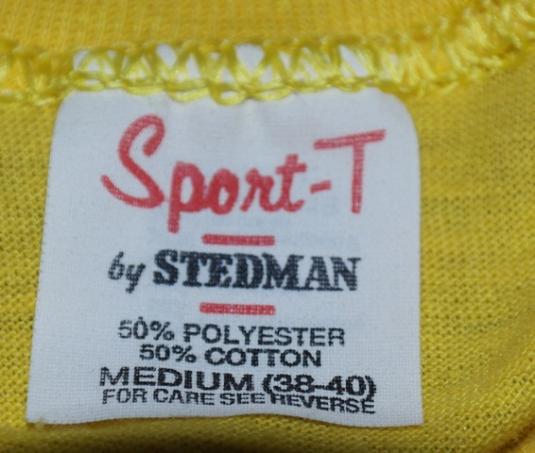 Sport-T
by STEDMAN
50% POLYESTER
50% COTTON
MEDIUM (38-40)
FOR CARE SEE REVERSE